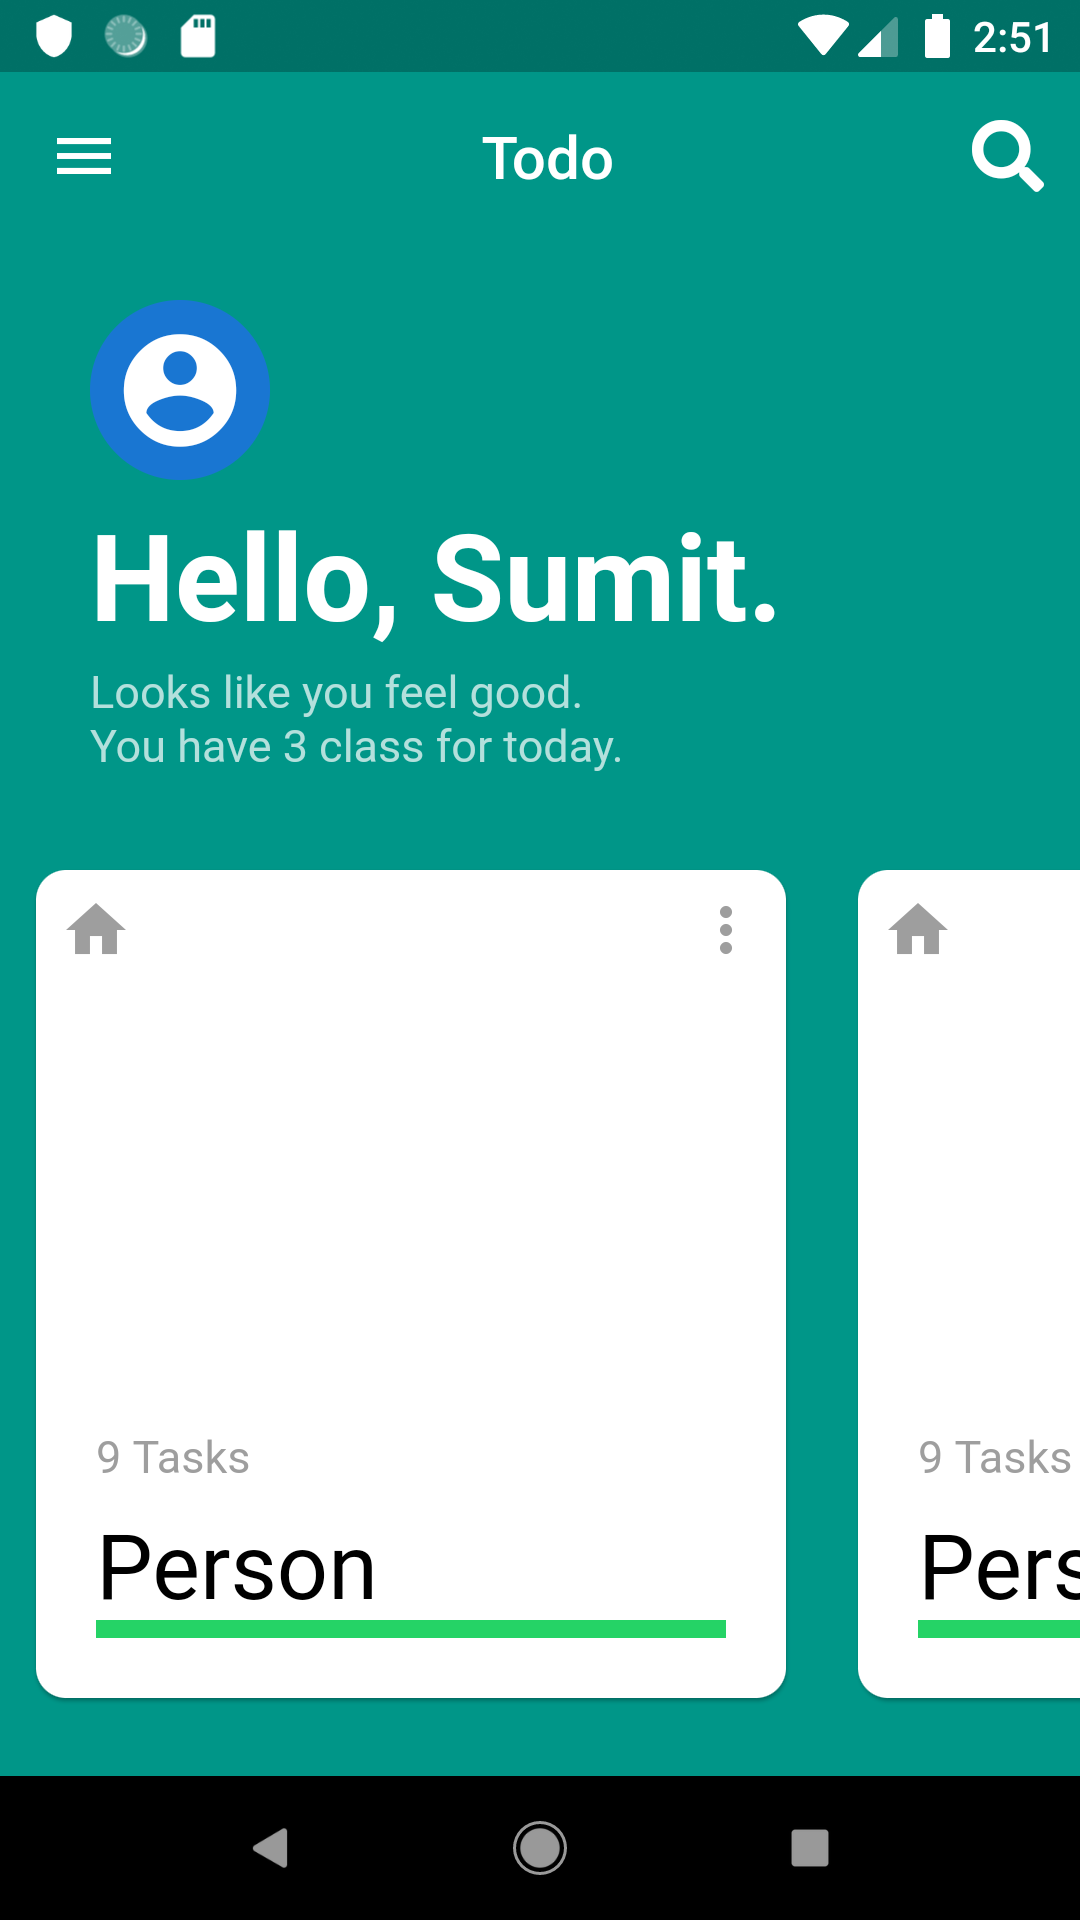 2:51
Todo
Hello, Sumit.
Looks like you feel good.
You have 3 class for today.
9 Tasks
Person
9 Tasks
Pers